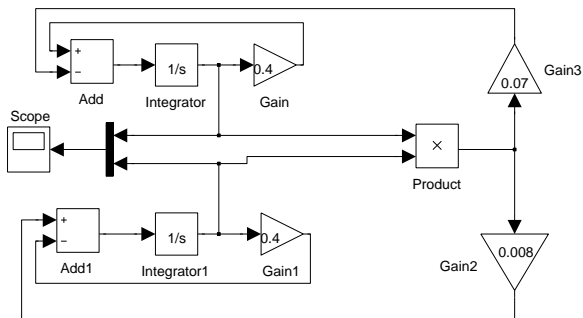 +
−
Add
1/s
Integrator
0.4
Gain
0.07
Gain3
Scope
×
Product
+
−
Add1
1/s
Integrator1
0.4
Gain1
0.008
Gain2